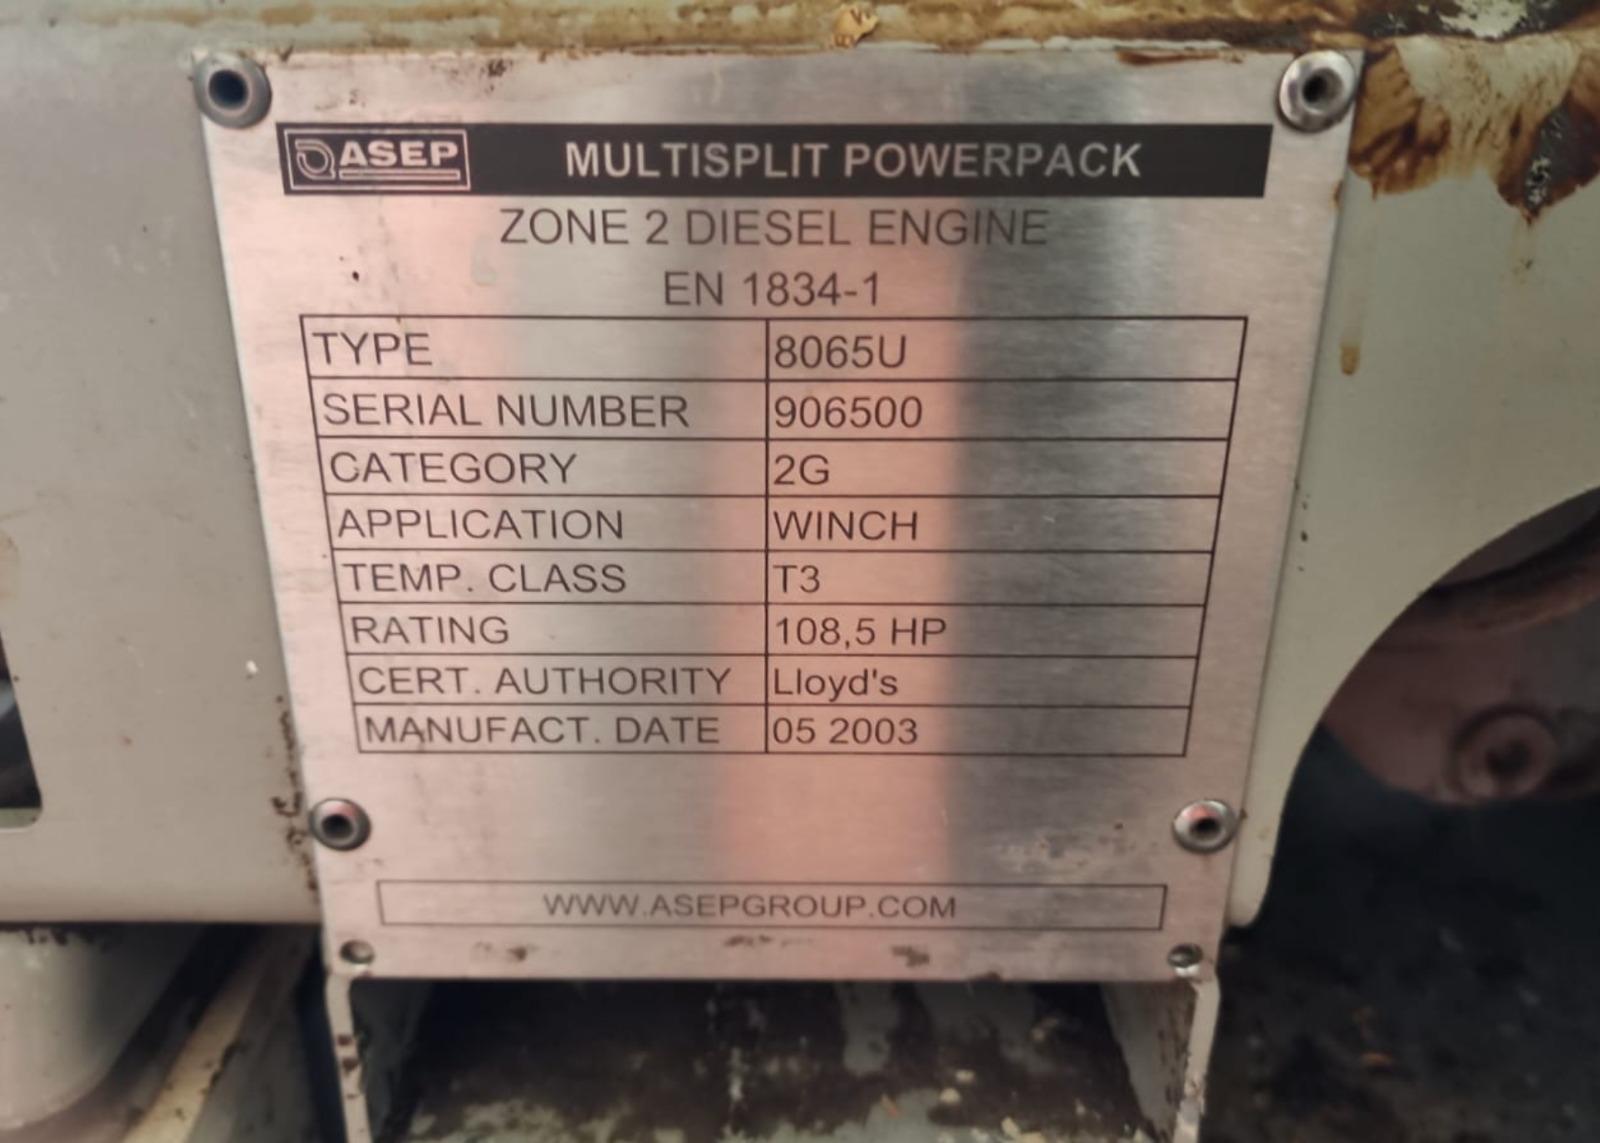 ASEP MULTISPLIT POWERPACK
ZONE 2 DIESEL ENGINE
EN 1834-1
TYPE 8065U
SERIAL NUMBER 906500
CATEGORY 2G
APPLICATION WINCH
TEMP. CLASS T3
RATING 108,5 HP
CERT. AUTHORITY Lloyd's
MANUFACT. DATE 05 2003
WWW.ASEPGROUP.COM